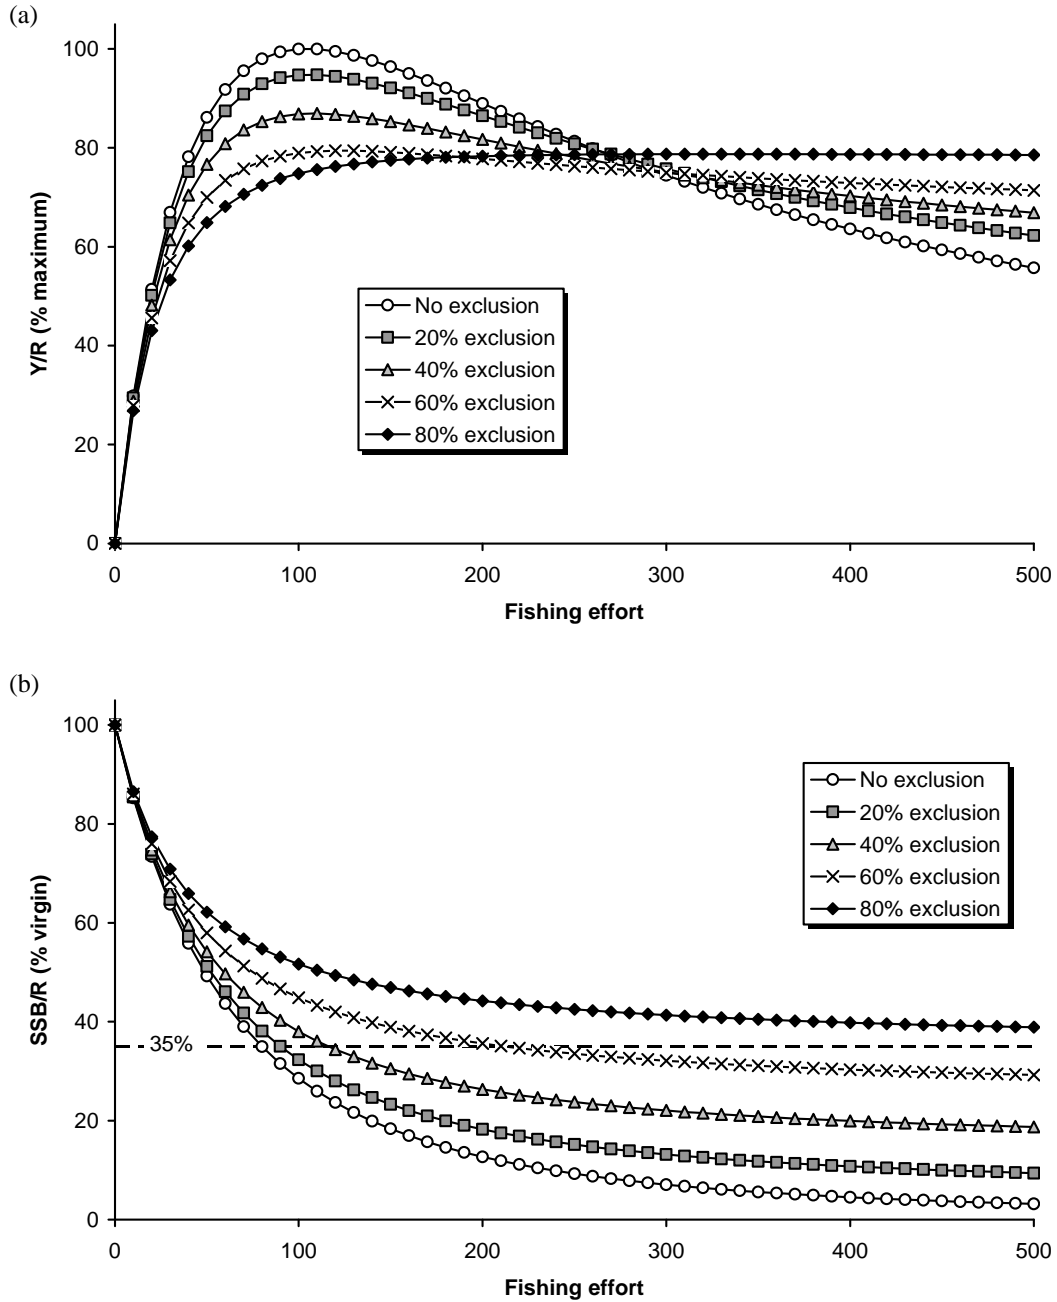 (a)
100
80
60
40
20
0
Y/R (% maximum)
No exclusion
20% exclusion
40% exclusion
60% exclusion
80% exclusion
0 100 200 300 400 500
Fishing effort
(b)
100
80
60
40
20
0
SSB/R (% virgin)
35%
No exclusion
20% exclusion
40% exclusion
60% exclusion
80% exclusion
0 100 200 300 400 500
Fishing effort